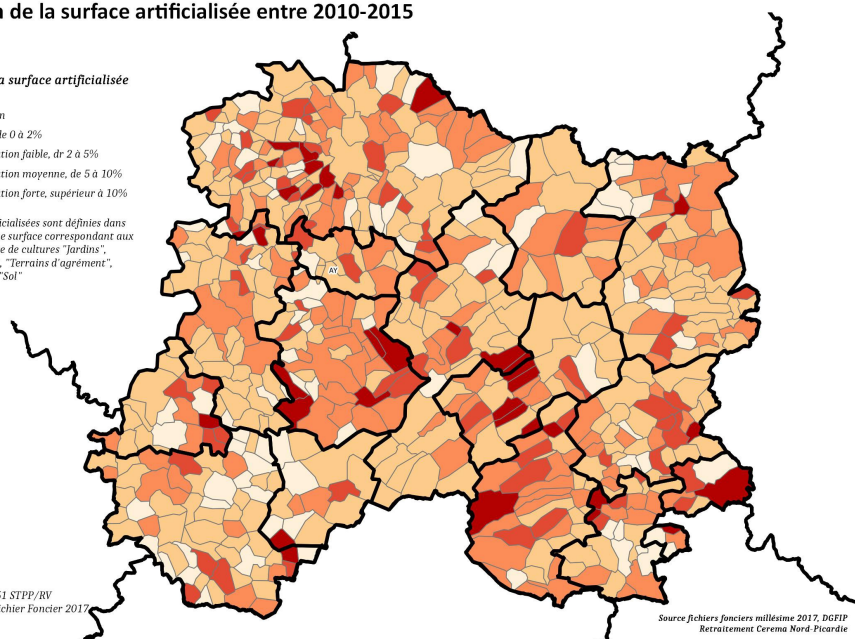 n de la surface artificialisée entre 2010-2015
a surface artificialisée
n
de 0 à 2%
tion faible, dr 2 à 5%
tion moyenne, de 5 à 10%
tion forte, supérieur à 10%
icialisées sont définies dans
e surface correspondant aux
e de cultures "Jardins",
, "Terrains d'agrément",
"Sol"
AY
51 STPP/RV
ichier Foncier 2017
Source fichiers fonciers millésime 2017, DGFIP
Retraitement Cerema Nord-Picardie